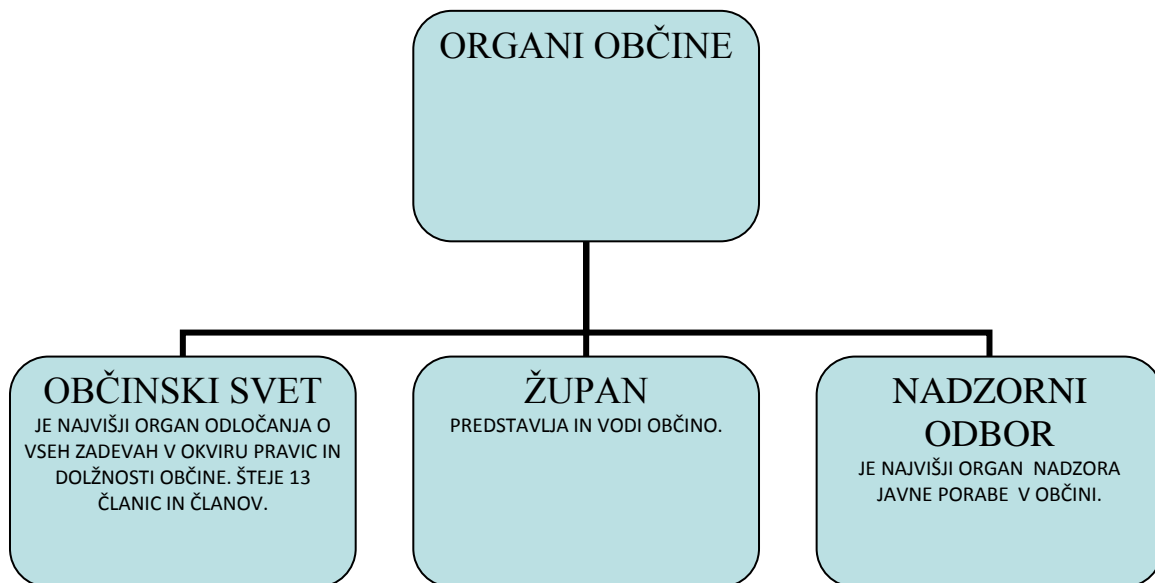 ORGANI OBČINE
OBČINSKI SVET
JE NAJVIŠJI ORGAN ODLOČANJA O
VSEH ZADEVAH V OKVIRU PRAVIC IN
DOLŽNOSTI OBČINE. ŠTEJE 13
ČLANIC IN ČLANOV.
ŽUPAN
PREDSTAVLJA IN VODI OBČINO.
NADZORNI
ODBOR
JE NAJVIŠJI ORGAN NADZORA
JAVNE PORABE V OBČINI.